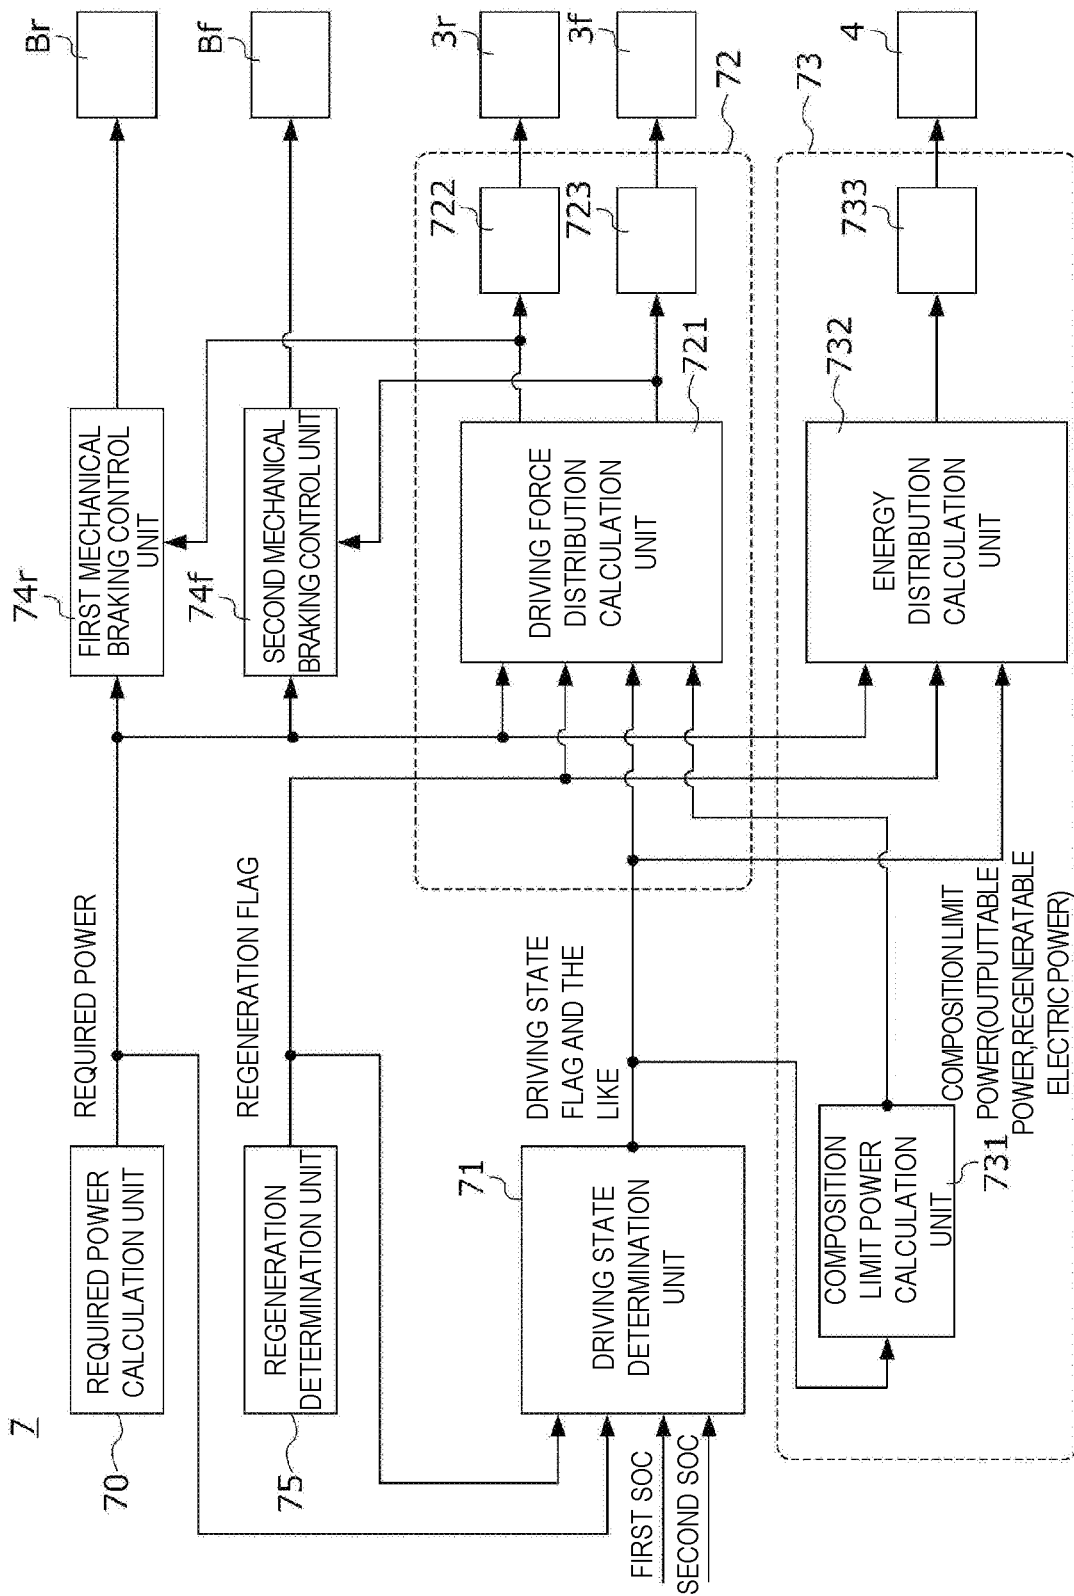 7
70
REQUIRED POWER
CALCULATION UNIT
REQUIRED POWER
74r
FIRST MECHANICAL
BRAKING CONTROL
UNIT
Br
75
REGENERATION
DETERMINATION UNIT
REGENERATION FLAG
74f
SECOND MECHANICAL
BRAKING CONTROL UNIT
Bf
FIRST SOC
SECOND SOC
71
DRIVING STATE
DETERMINATION
UNIT
DRIVING STATE
FLAG AND THE
LIKE
DRIVING FORCE
DISTRIBUTION
CALCULATION
UNIT
721
722
723
3r
3f
72
COMPOSITION
LIMIT POWER
CALCULATION
UNIT
731
COMPOSITION LIMIT
POWER(OUTPUTTABLE
POWER,REGENERATABLE
ELECTRIC POWER)
732
ENERGY
DISTRIBUTION
CALCULATION
UNIT
733
73
4